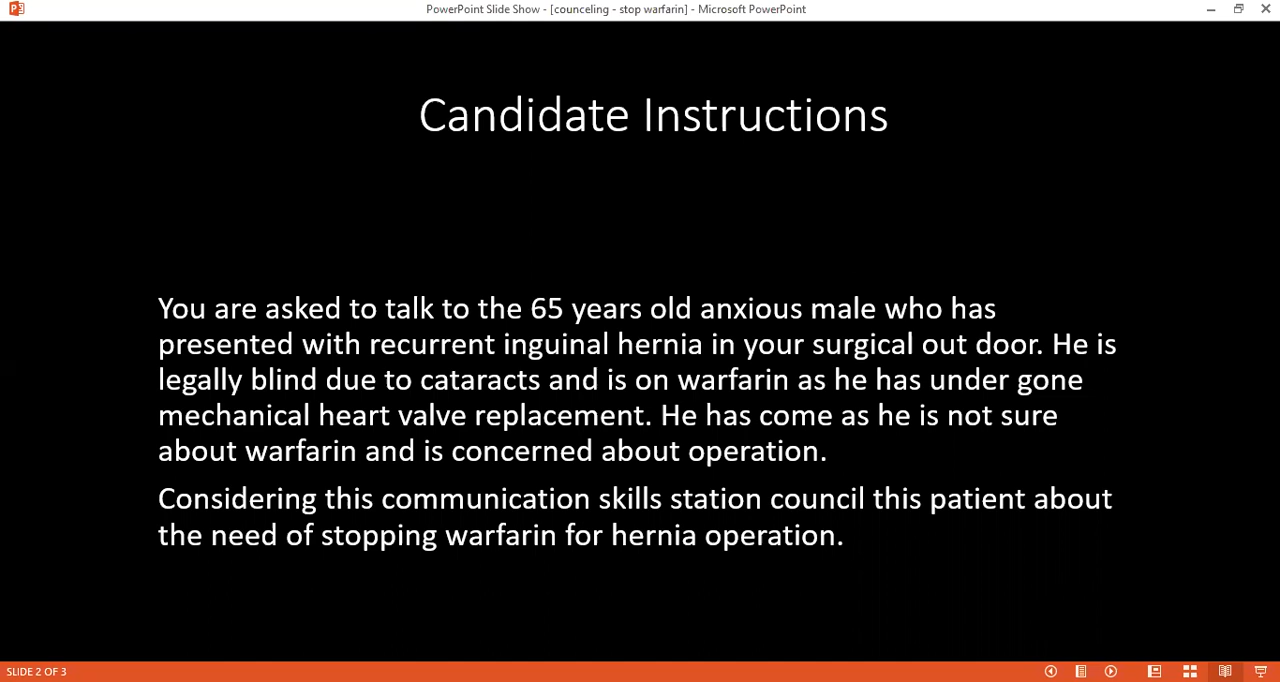 PowerPoint Slide Show - [counceling - stop warfarin] - Microsoft PowerPoint
Candidate Instructions
You are asked to talk to the 65 years old anxious male who has
presented with recurrent inguinal hernia in your surgical out door. He is
legally blind due to cataracts and is on warfarin as he has under gone
mechanical heart valve replacement. He has come as he is not sure
about warfarin and is concerned about operation.
Considering this communication skills station council this patient about
the need of stopping warfarin for hernia operation.
SLIDE 2 OF 3